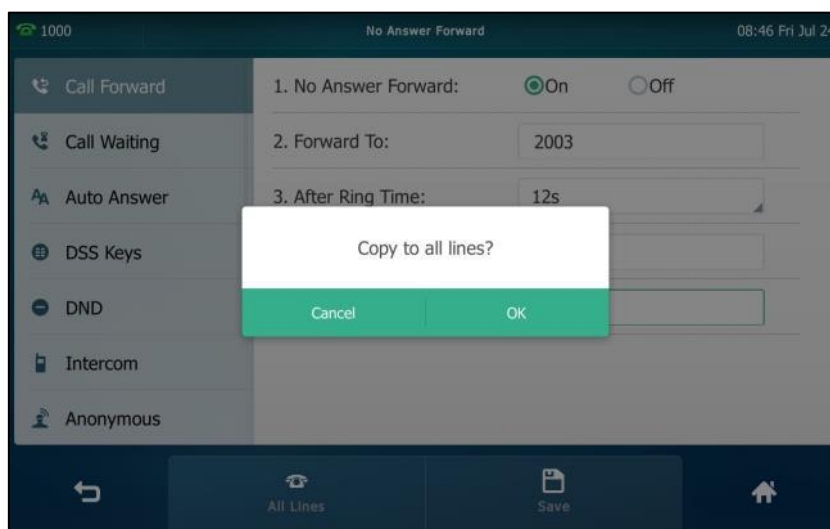 1000
No Answer Forward
08:46 Fri Jul 24
Call Forward
Call Waiting
Auto Answer
DSS Keys
DND
Intercom
Anonymous
1. No Answer Forward:
On
Off
2. Forward To:
2003
3. After Ring Time:
12s
Copy to all lines?
Cancel
OK
All Lines
Save